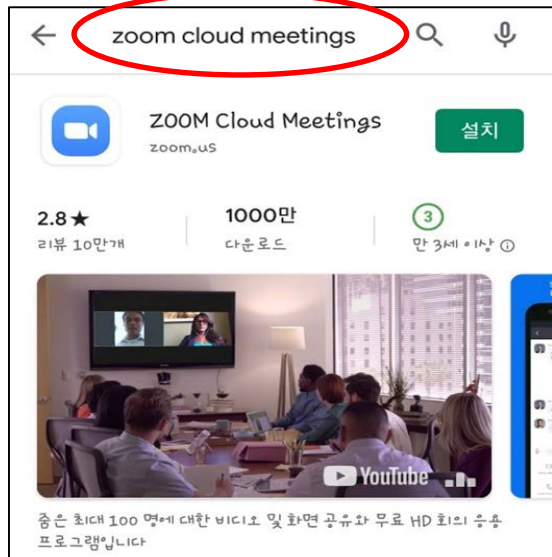 zoom cloud meetings
ZOOM Cloud Meetings
zoom.us
설치
2.8★
리뷰 10만개
1000만
다운로드
3
만 3세 이상
YouTube
줌은 최대 100 명에 대한 비디오 및 화면 공유와 무료 HD 회의 응용
프로그램입니다